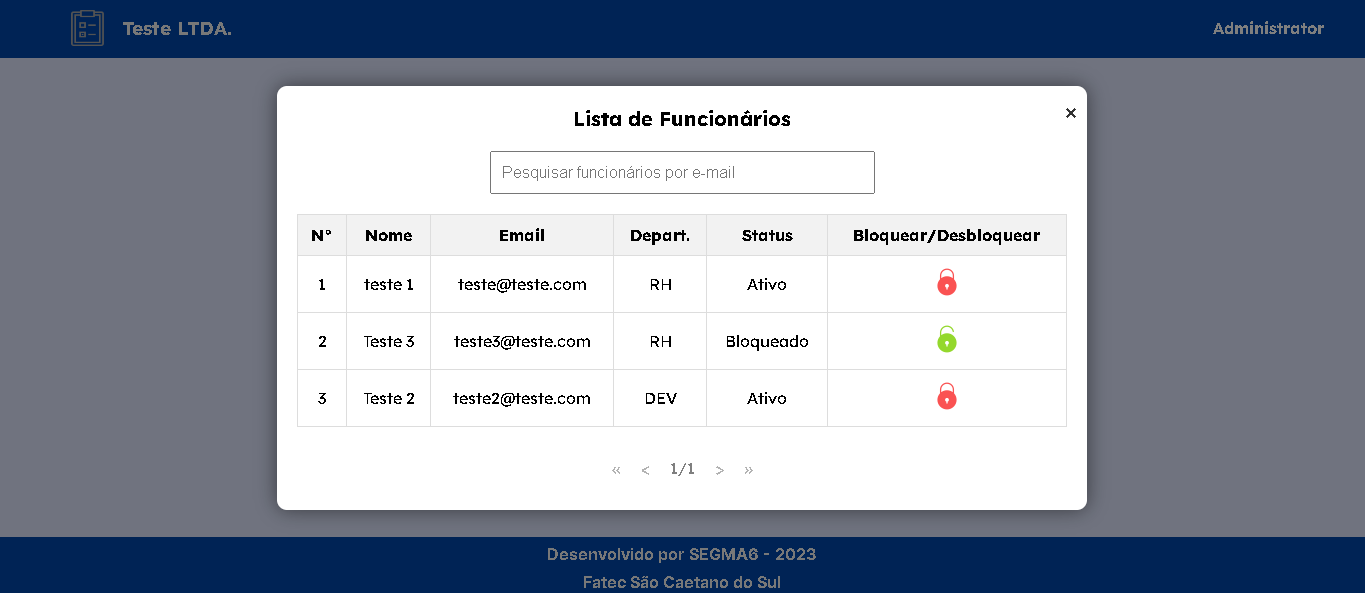 Teste LTDA.
Administrator
Lista de Funcionários
×
Pesquisar funcionários por e-mail
N° Nome Email Depart. Status Bloquear/Desbloquear
1 teste 1 teste@teste.com RH Ativo
2 Teste 3 teste3@teste.com RH Bloqueado
3 Teste 2 teste2@teste.com DEV Ativo
« < 1/1 > »
Desenvolvido por SEGMA6 - 2023
Fatec São Caetano do Sul